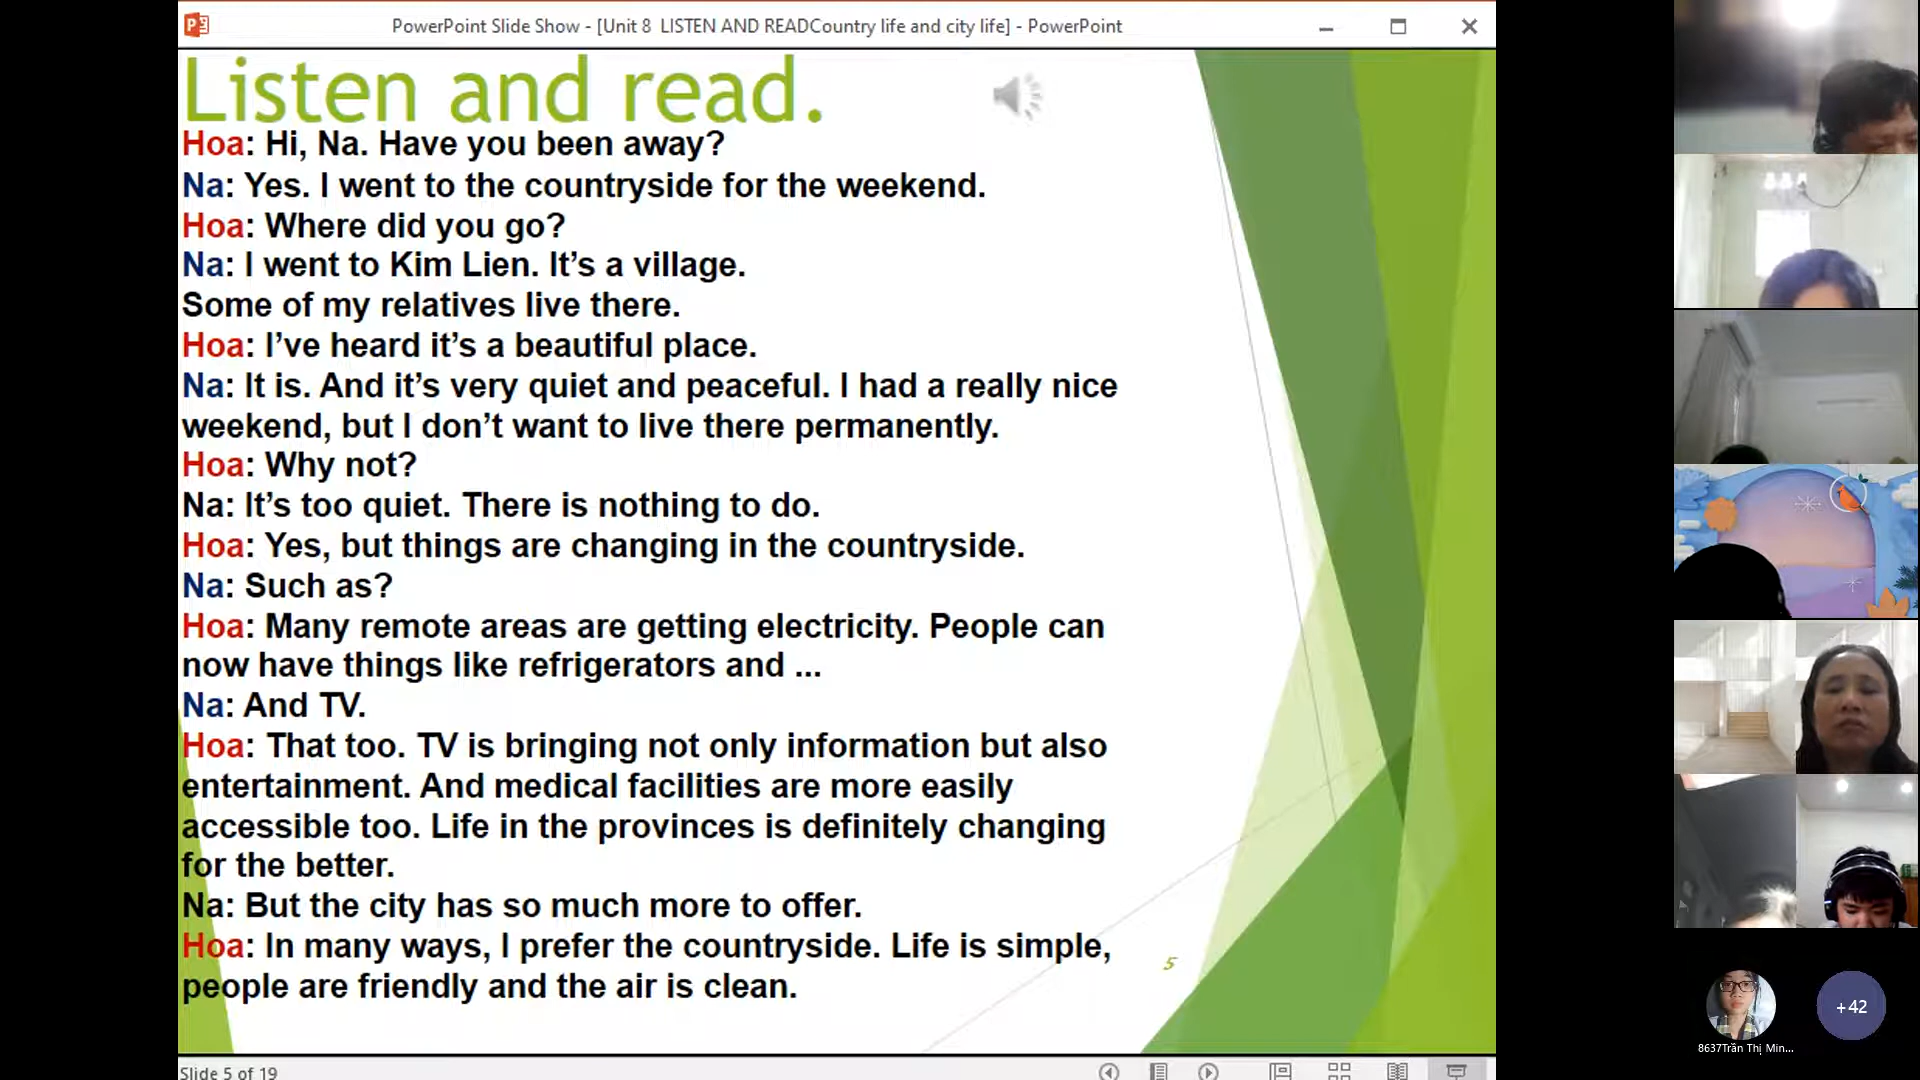 PowerPoint Slide Show - [Unit 8 LISTEN AND READCountry life and city life] - PowerPoint
Listen and read.
Hoa: Hi, Na. Have you been away?
Na: Yes. I went to the countryside for the weekend.
Hoa: Where did you go?
Na: I went to Kim Lien. It’s a village.
Some of my relatives live there.
Hoa: I’ve heard it’s a beautiful place.
Na: It is. And it’s very quiet and peaceful. I had a really nice
weekend, but I don’t want to live there permanently.
Hoa: Why not?
Na: It’s too quiet. There is nothing to do.
Hoa: Yes, but things are changing in the countryside.
Na: Such as?
Hoa: Many remote areas are getting electricity. People can
now have things like refrigerators and ...
Na: And TV.
Hoa: That too. TV is bringing not only information but also
entertainment. And medical facilities are more easily
accessible too. Life in the provinces is definitely changing
for the better.
Na: But the city has so much more to offer.
Hoa: In many ways, I prefer the countryside. Life is simple,
people are friendly and the air is clean.
5
Slide 5 of 19
+42
8637Trần Thị Min...